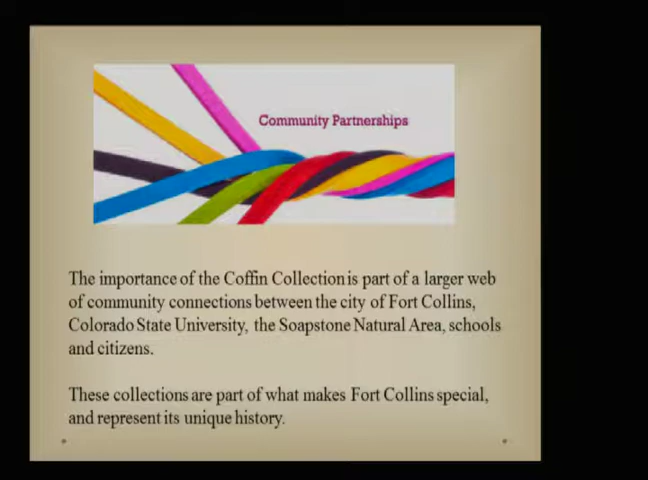 Community Partnerships
The importance of the Coffin Collection is part of a larger web
of community connections between the city of Fort Collins,
Colorado State University, the Soapstone Natural Area, schools
and citizens.
These collections are part of what makes Fort Collins special,
and represent its unique history.